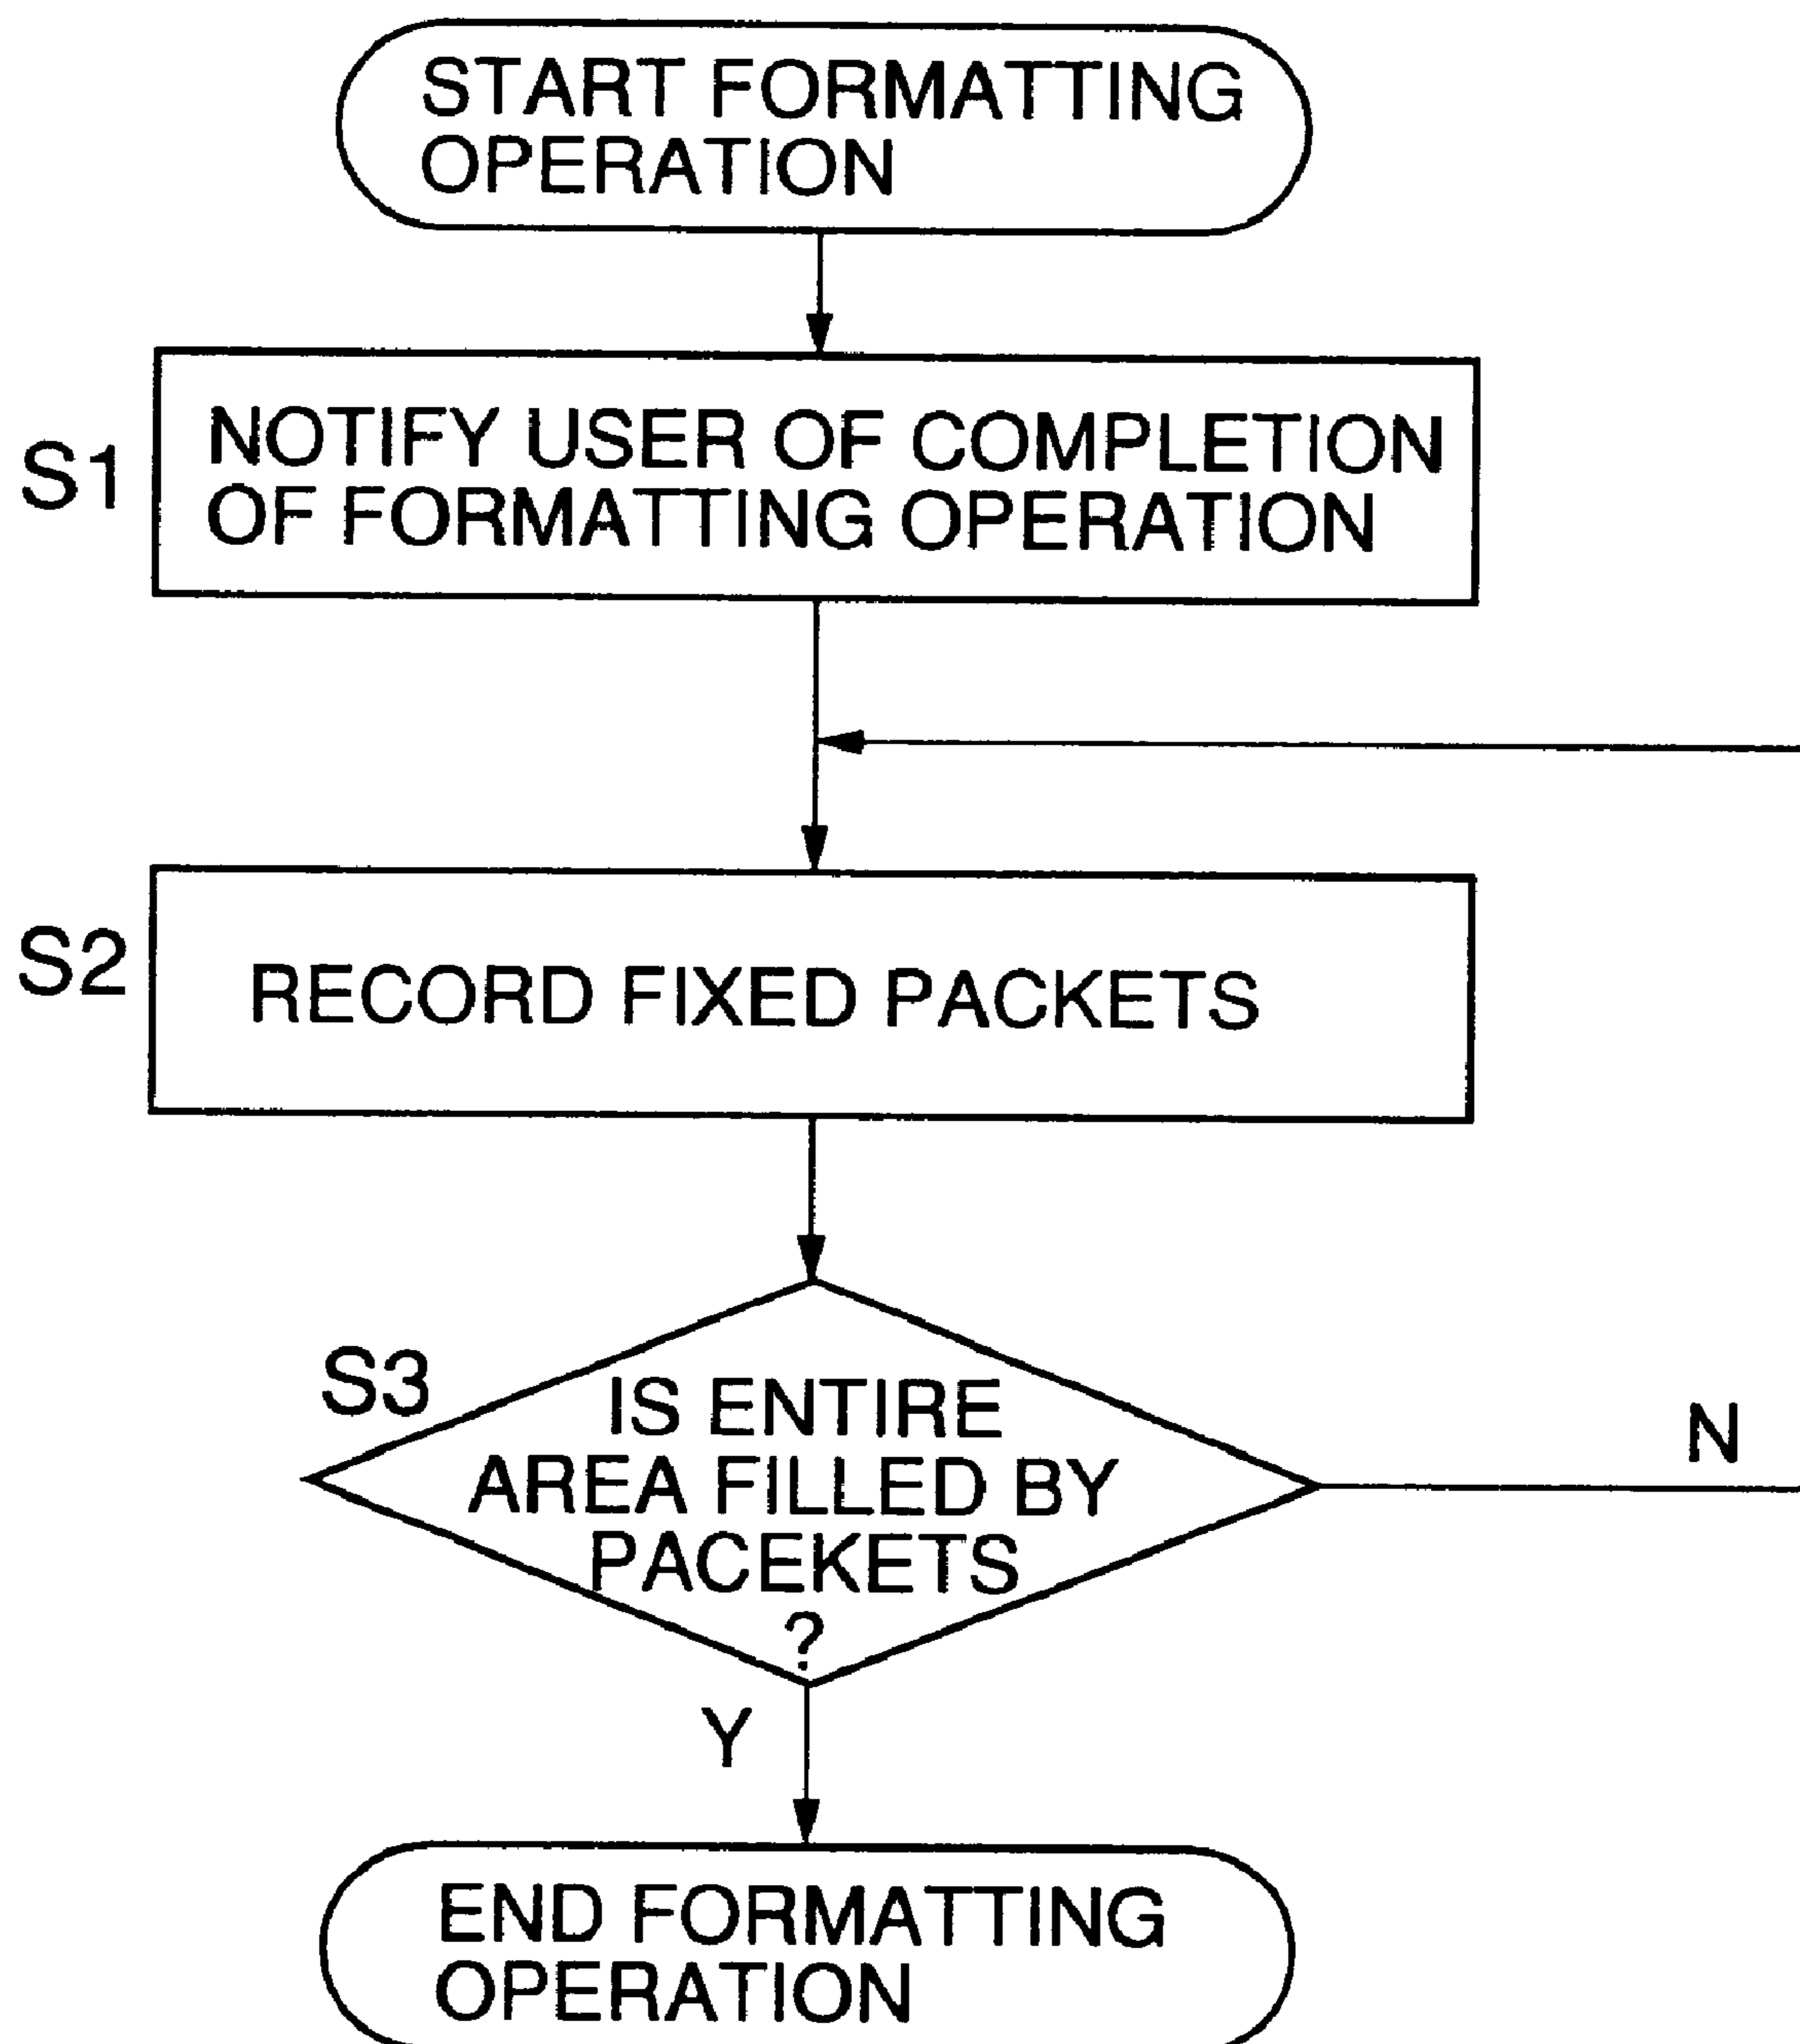 START FORMATTING
OPERATION
S1
NOTIFY USER OF COMPLETION
OF FORMATTING OPERATION
S2
RECORD FIXED PACKETS
S3
IS ENTIRE
AREA FILLED BY
PACEKETS
?
N
Y
END FORMATTING
OPERATION